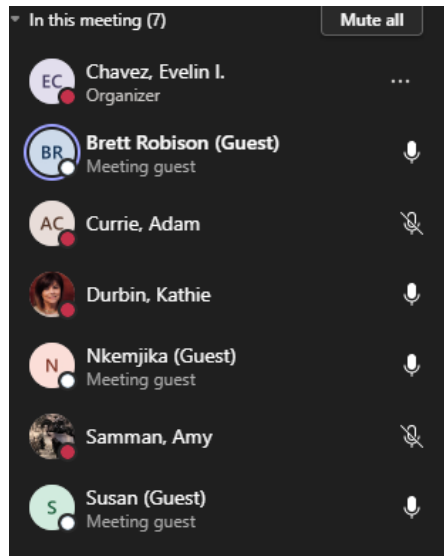 In this meeting (7)
Mute all
EC
Chavez, Evelin I.
Organizer
BR
Brett Robison (Guest)
Meeting guest
AC
Currie, Adam
Durbin, Kathie
N
Nkemjika (Guest)
Meeting guest
Samman, Amy
S
Susan (Guest)
Meeting guest